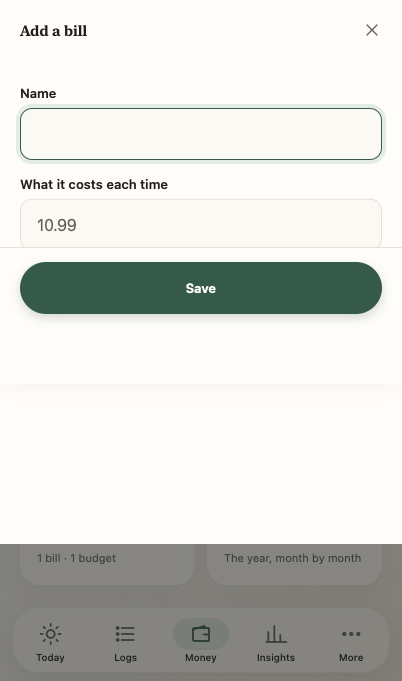 Add a bill
Name
What it costs each time
10.99
Save
1 bill · 1 budget
The year, month by month
Today
Logs
Money
Insights
More